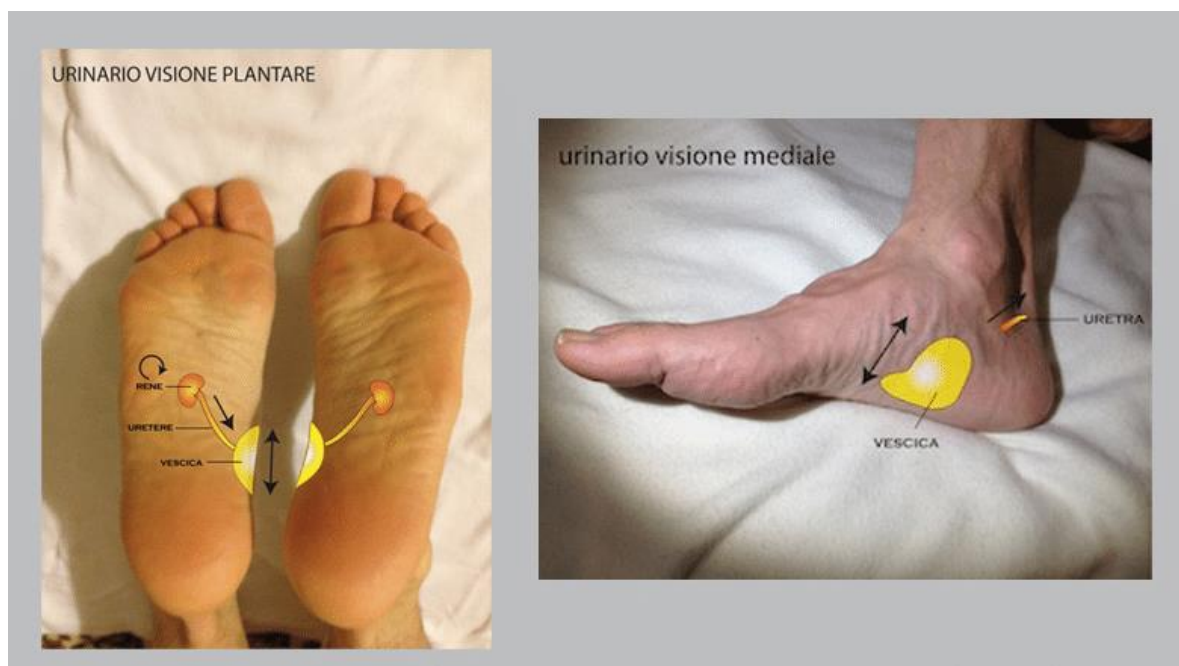 URINARIO VISIONE PLANTARE
RENE
URETERE
VESCICA
urinario visione mediale
URETRA
VESCICA